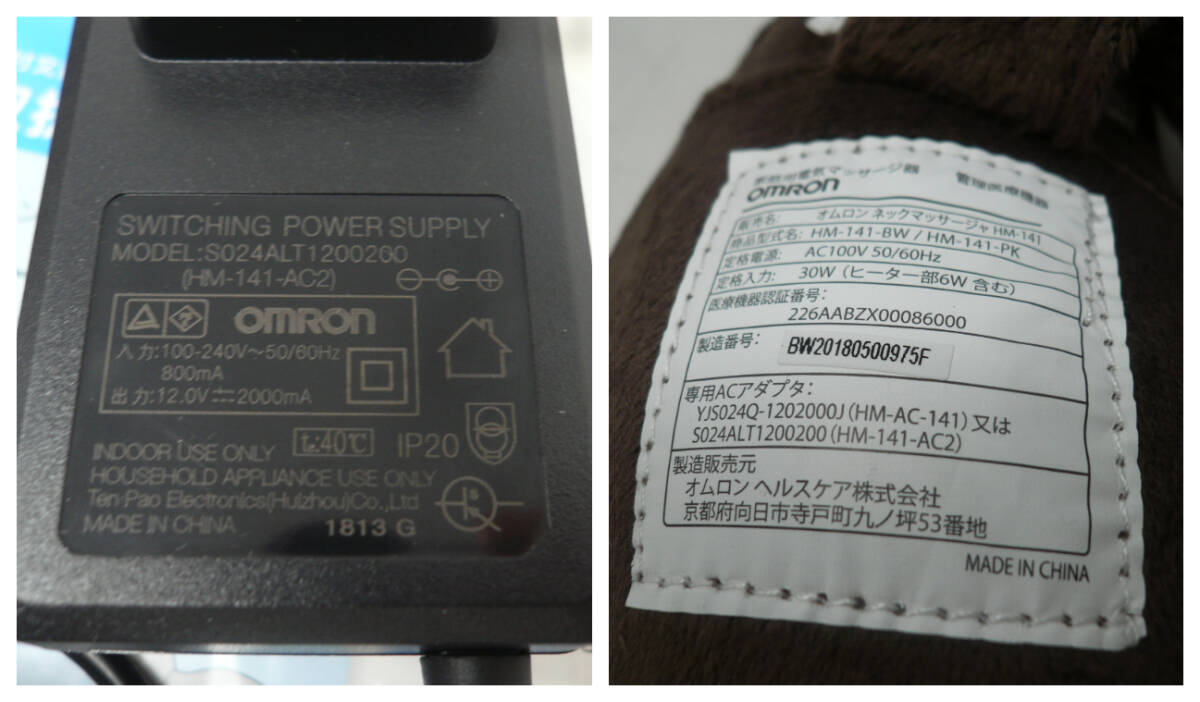 SWITCHING POWER SUPPLY
MODEL:S024ALT1200200
(HM-141-AC2)
OMRON
入力:100-240V~50/60Hz
800mA
出力:12.0V⎓2000mA
INDOOR USE ONLY
t:40℃
IP20
HOUSEHOLD APPLIANCE USE ONLY
Ten Pao Electronics(Huizhou)Co.,Ltd
MADE IN CHINA
1813 G
家庭用電気マッサージ器 管理医療機器
OMRON
販売名: オムロン ネックマッサージャ HM-141
商品型式名: HM-141-BW / HM-141-PK
定格電源: AC100V 50/60Hz
定格入力: 30W (ヒーター部6W 含む)
医療機器認証番号:
226AABZX00086000
製造番号: BW20180500975F
専用ACアダプタ:
YJS024Q-1202000J (HM-AC-141) 又は
S024ALT1200200 (HM-141-AC2)
製造販売元
オムロン ヘルスケア株式会社
京都府向日市寺戸町九ノ坪53番地
MADE IN CHINA